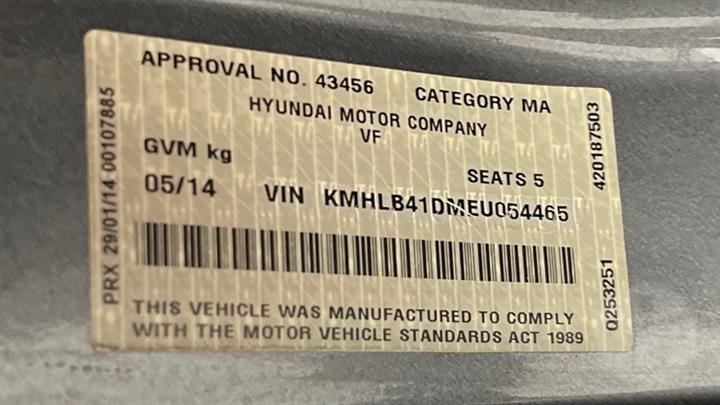 APPROVAL NO. 43456 CATEGORY MA
HYUNDAI MOTOR COMPANY
VF
GVM kg
SEATS 5
05/14 VIN KMHLB41DMEU054465
THIS VEHICLE WAS MANUFACTURED TO COMPLY
WITH THE MOTOR VEHICLE STANDARDS ACT 1989
PRX 29/01/14 00107885
420187503
Q253251